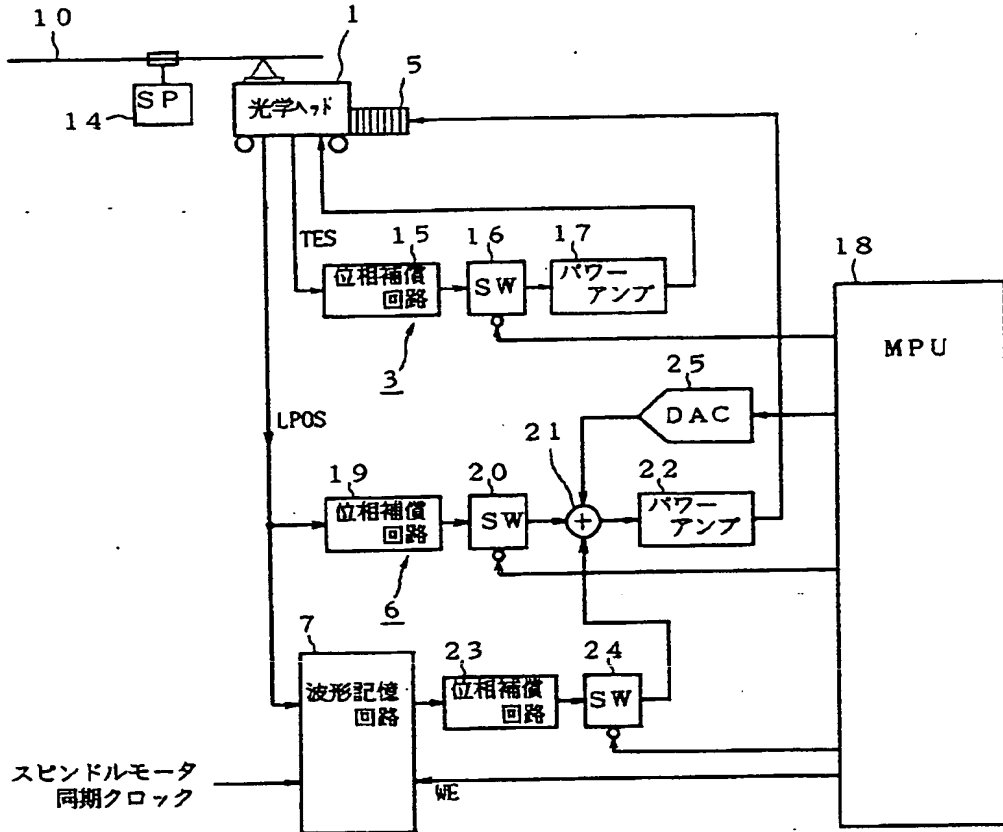 10
1
5
SP
14
光学ヘッド
TES
15
16
17
18
位相補償
回路
SW
パワー
アンプ
MPU
3
25
DAC
LPOS
21
19
20
22
位相補償
回路
SW
+
パワー
アンプ
6
7
23
24
波形記憶
回路
位相補償
回路
SW
スピンドルモータ
同期クロック
WE